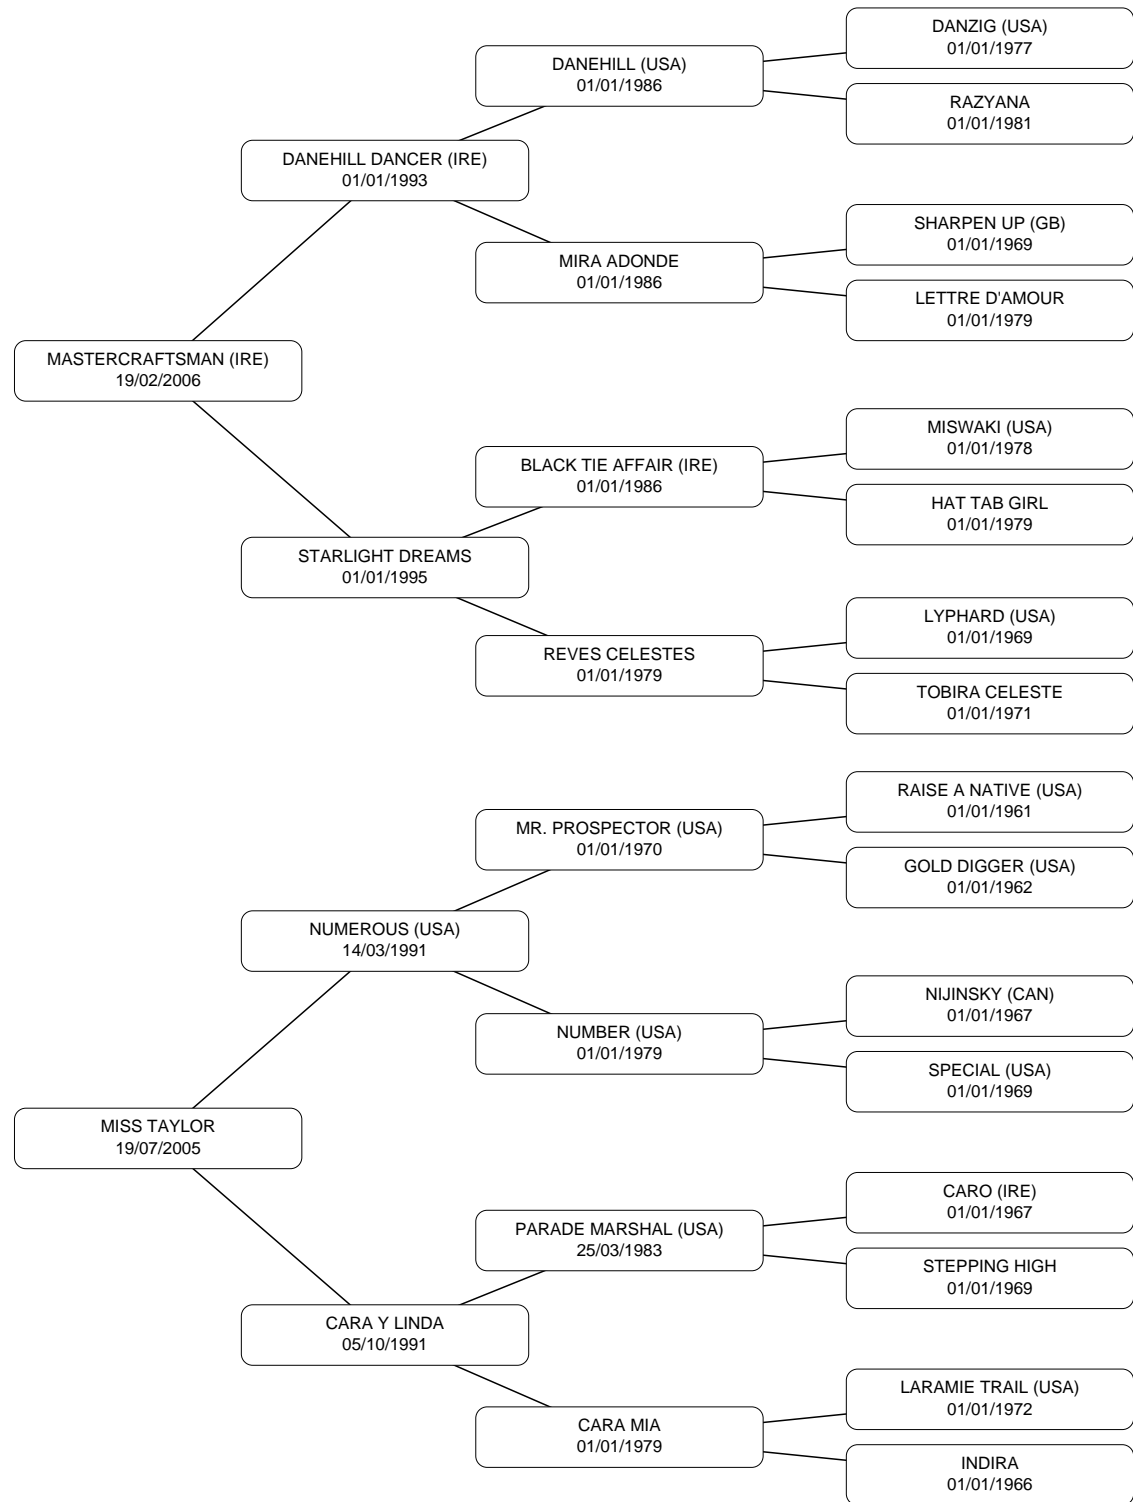 DANZIG (USA)
01/01/1977
DANEHILL (USA)
01/01/1986
RAZYANA
01/01/1981
DANEHILL DANCER (IRE)
01/01/1993
SHARPEN UP (GB)
01/01/1969
MIRA ADONDE
01/01/1986
LETTRE D'AMOUR
01/01/1979
MASTERCRAFTSMAN (IRE)
19/02/2006
MISWAKI (USA)
01/01/1978
BLACK TIE AFFAIR (IRE)
01/01/1986
HAT TAB GIRL
01/01/1979
STARLIGHT DREAMS
01/01/1995
LYPHARD (USA)
01/01/1969
REVES CELESTES
01/01/1979
TOBIRA CELESTE
01/01/1971
RAISE A NATIVE (USA)
01/01/1961
MR. PROSPECTOR (USA)
01/01/1970
GOLD DIGGER (USA)
01/01/1962
NUMEROUS (USA)
14/03/1991
NIJINSKY (CAN)
01/01/1967
NUMBER (USA)
01/01/1979
SPECIAL (USA)
01/01/1969
MISS TAYLOR
19/07/2005
CARO (IRE)
01/01/1967
PARADE MARSHAL (USA)
25/03/1983
STEPPING HIGH
01/01/1969
CARA Y LINDA
05/10/1991
LARAMIE TRAIL (USA)
01/01/1972
CARA MIA
01/01/1979
INDIRA
01/01/1966